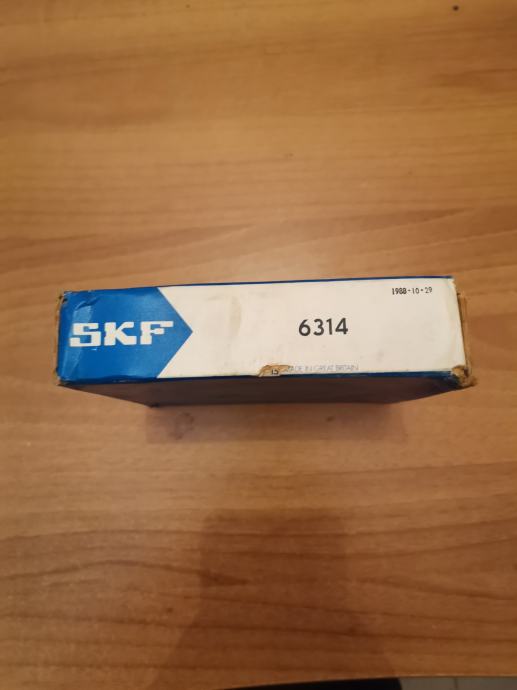 SKF
1988-10-29
6314
MADE IN GREAT BRITAIN